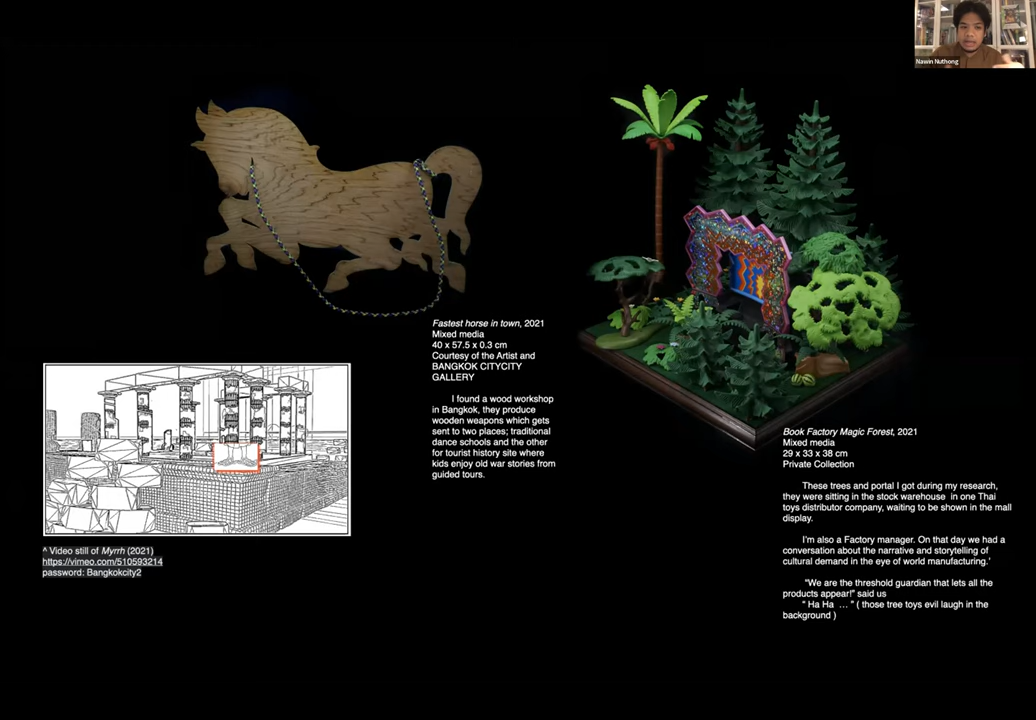 Nawin Nuthong
Fastest horse in town, 2021
Mixed media
40 x 57.5 x 0.3 cm
Courtesy of the Artist and
BANGKOK CITYCITY
GALLERY
I found a wood workshop
in Bangkok, they produce
wooden weapons which gets
sent to two places; traditional
dance schools and the other
for tourist history site where
kids enjoy old war stories from
guided tours.
^ Video still of Myrrh (2021)
https://vimeo.com/510593214
password: Bangkokcity2
Book Factory Magic Forest, 2021
Mixed media
29 x 33 x 38 cm
Private Collection
These trees and portal I got during my research,
they were sitting in the stock warehouse in one Thai
toys distributor company, waiting to be shown in the mall
display.
I'm also a Factory manager. On that day we had a
conversation about the narrative and storytelling of
cultural demand in the eye of world manufacturing.'
"We are the threshold guardian that lets all the
products appear!" said us
" Ha Ha ... " ( those tree toys evil laugh in the
background )